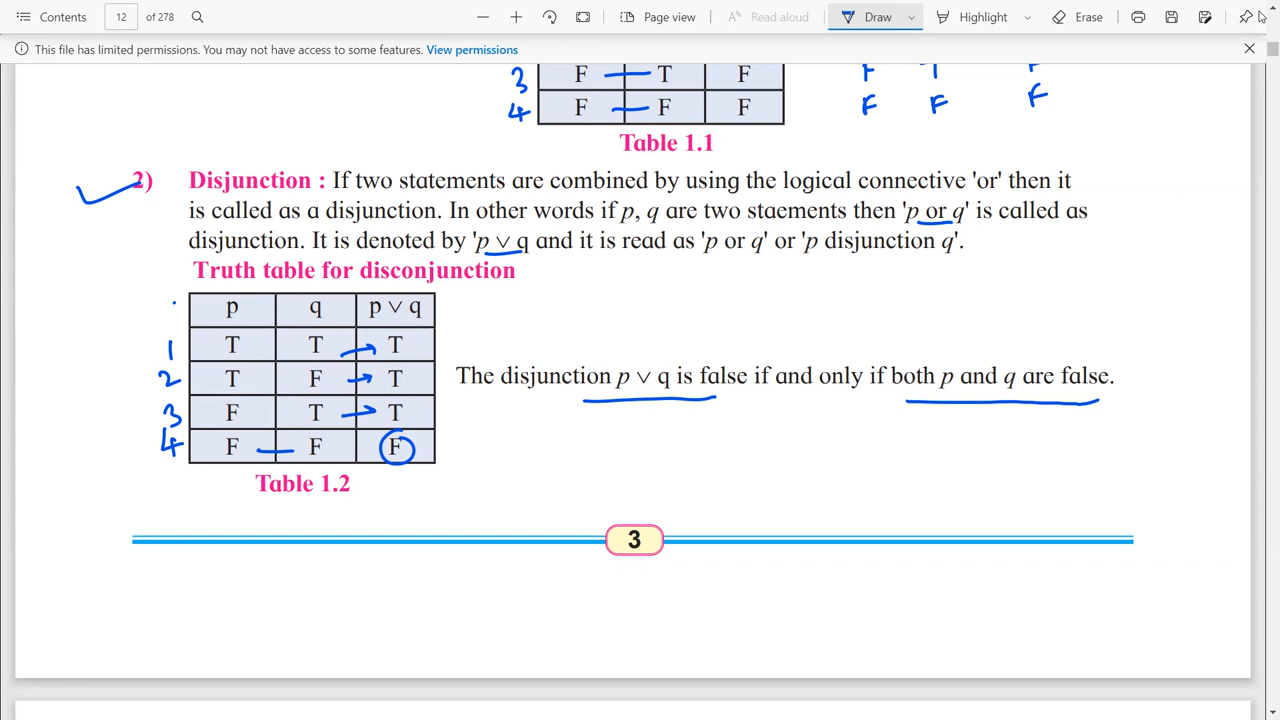 Contents 12 of 278 Page view Read aloud Draw Highlight Erase
This file has limited permissions. You may not have access to some features. View permissions
3 F T F F T F
4 F F F F F F
Table 1.1
2) Disjunction : If two statements are combined by using the logical connective 'or' then it
is called as a disjunction. In other words if p, q are two staements then 'p or q' is called as
disjunction. It is denoted by 'p ∨ q and it is read as 'p or q' or 'p disjunction q'.
Truth table for disconjunction
p q p ∨ q
1 T T T
2 T F T
The disjunction p ∨ q is false if and only if both p and q are false.
3 F T T
4 F F F
Table 1.2
3